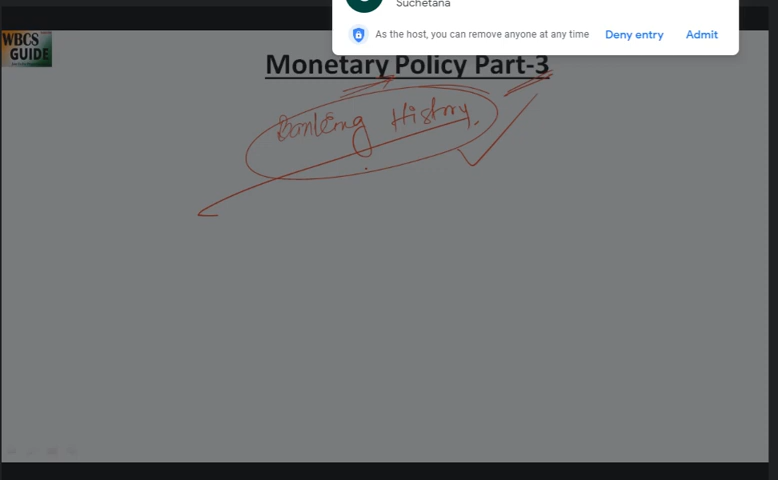 Suchetana
As the host, you can remove anyone at any time
Deny entry
Admit
WBCS
GUIDE
Monetary Policy Part-3
Banking History.